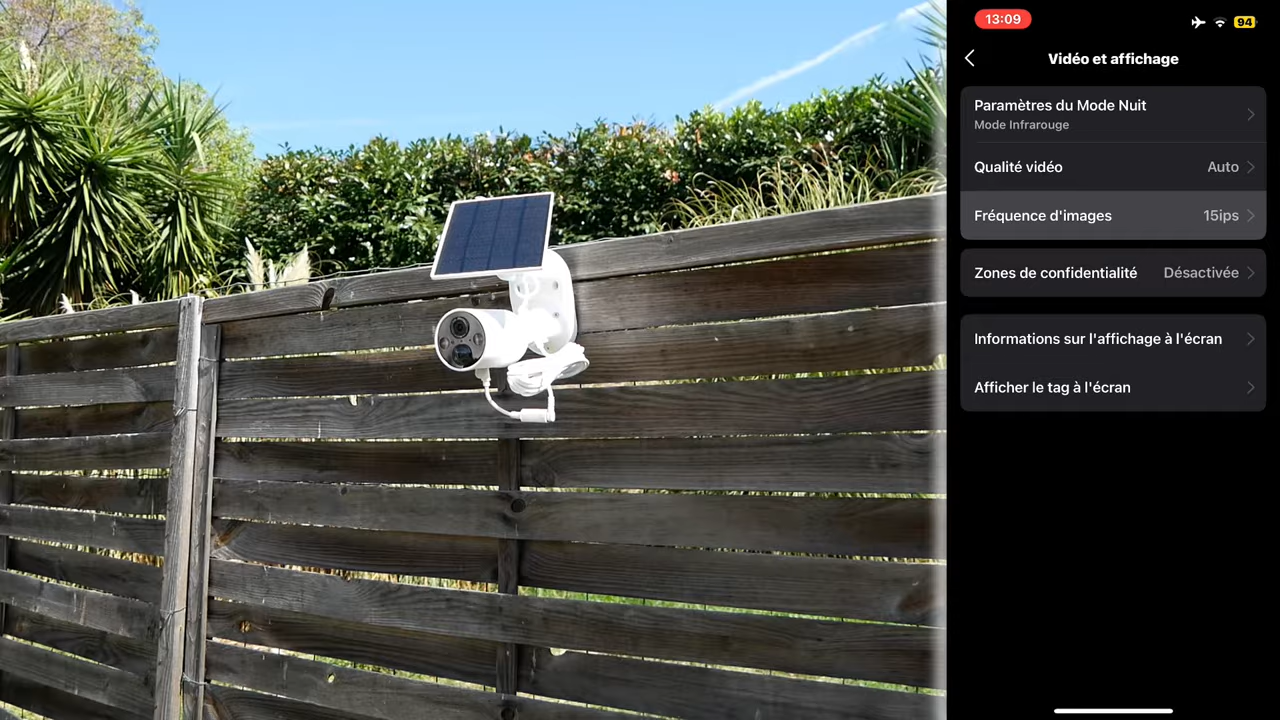 13:09
94
Vidéo et affichage
Paramètres du Mode Nuit
Mode Infrarouge
Qualité vidéo Auto
Fréquence d'images 15ips
Zones de confidentialité Désactivée
Informations sur l'affichage à l'écran
Afficher le tag à l'écran